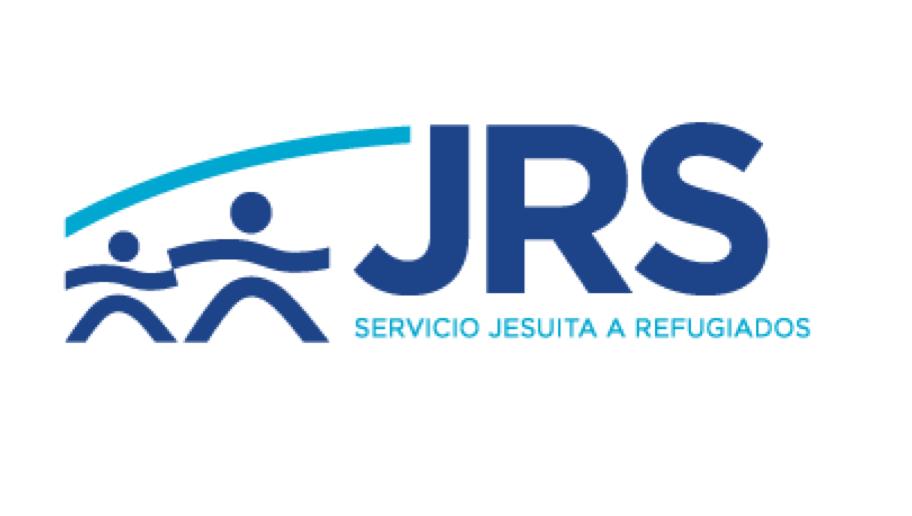 JRS
SERVICIO JESUITA A REFUGIADOS